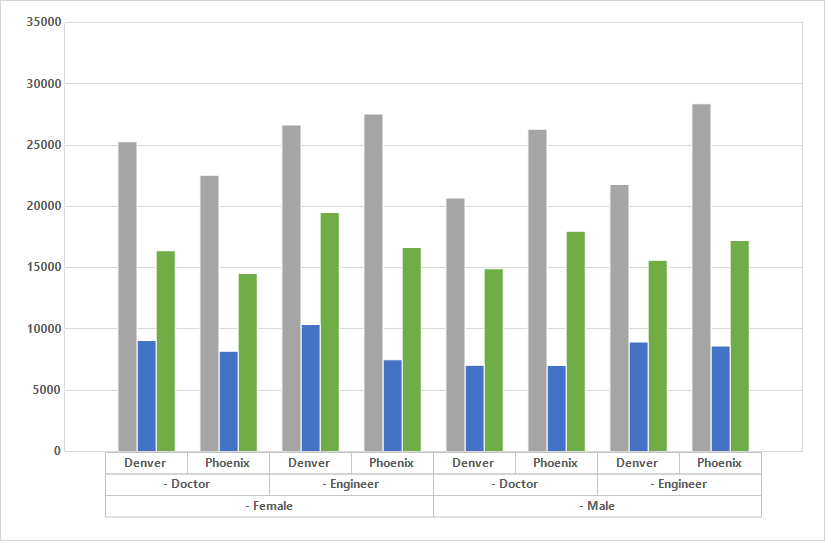 35000
30000
25000
20000
15000
10000
5000
0
Denver Phoenix Denver Phoenix Denver Phoenix Denver Phoenix
- Doctor - Engineer - Doctor - Engineer
- Female - Male